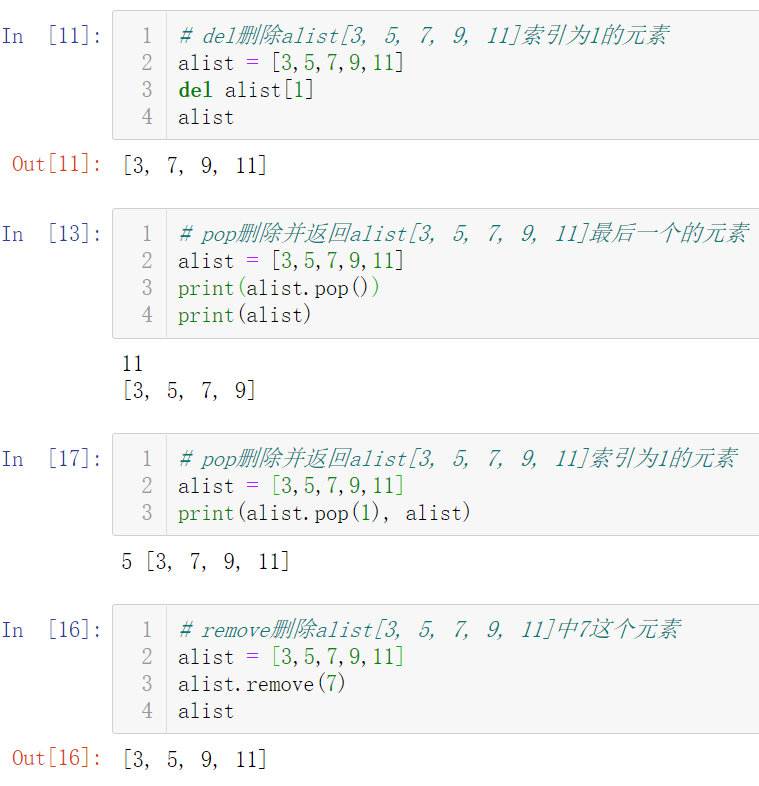 In [11]: 1 # del删除alist[3, 5, 7, 9, 11]索引为1的元素
2 alist = [3,5,7,9,11]
3 del alist[1]
4 alist
Out[11]: [3, 7, 9, 11]
In [13]: 1 # pop删除并返回alist[3, 5, 7, 9, 11]最后一个的元素
2 alist = [3,5,7,9,11]
3 print(alist.pop())
4 print(alist)
11
[3, 5, 7, 9]
In [17]: 1 # pop删除并返回alist[3, 5, 7, 9, 11]索引为1的元素
2 alist = [3,5,7,9,11]
3 print(alist.pop(1), alist)
5 [3, 7, 9, 11]
In [16]: 1 # remove删除alist[3, 5, 7, 9, 11]中7这个元素
2 alist = [3,5,7,9,11]
3 alist.remove(7)
4 alist
Out[16]: [3, 5, 9, 11]